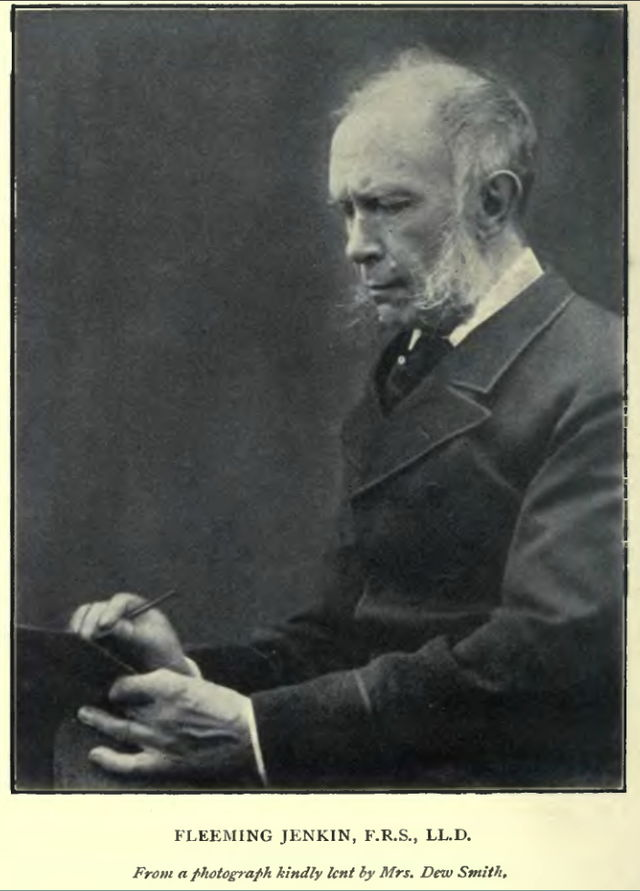 FLEEMING JENKIN, F.R.S., LL.D.
From a photograph kindly lent by Mrs. Dew Smith.